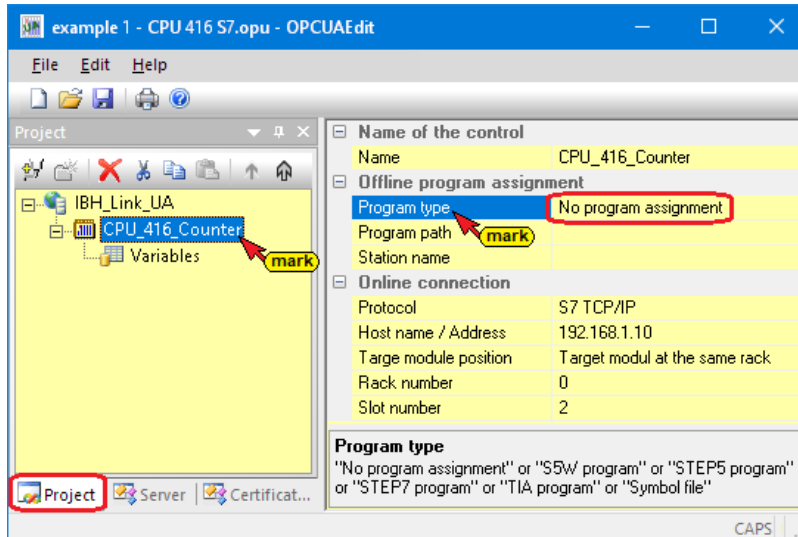 example 1 - CPU 416 S7.opu - OPCUAEdit
File Edit Help
Project
IBH_Link_UA
CPU_416_Counter
mark
Variables
Name of the control
Name CPU_416_Counter
Offline program assignment
Program type No program assignment
Program path
mark
Station name
Online connection
Protocol S7 TCP/IP
Host name / Address 192.168.1.10
Targe module position Target modul at the same rack
Rack number 0
Slot number 2
Program type
"No program assignment" or "S5W program" or "STEP5 program"
or "STEP7 program" or "TIA program" or "Symbol file"
Project Server Certificat...
CAPS